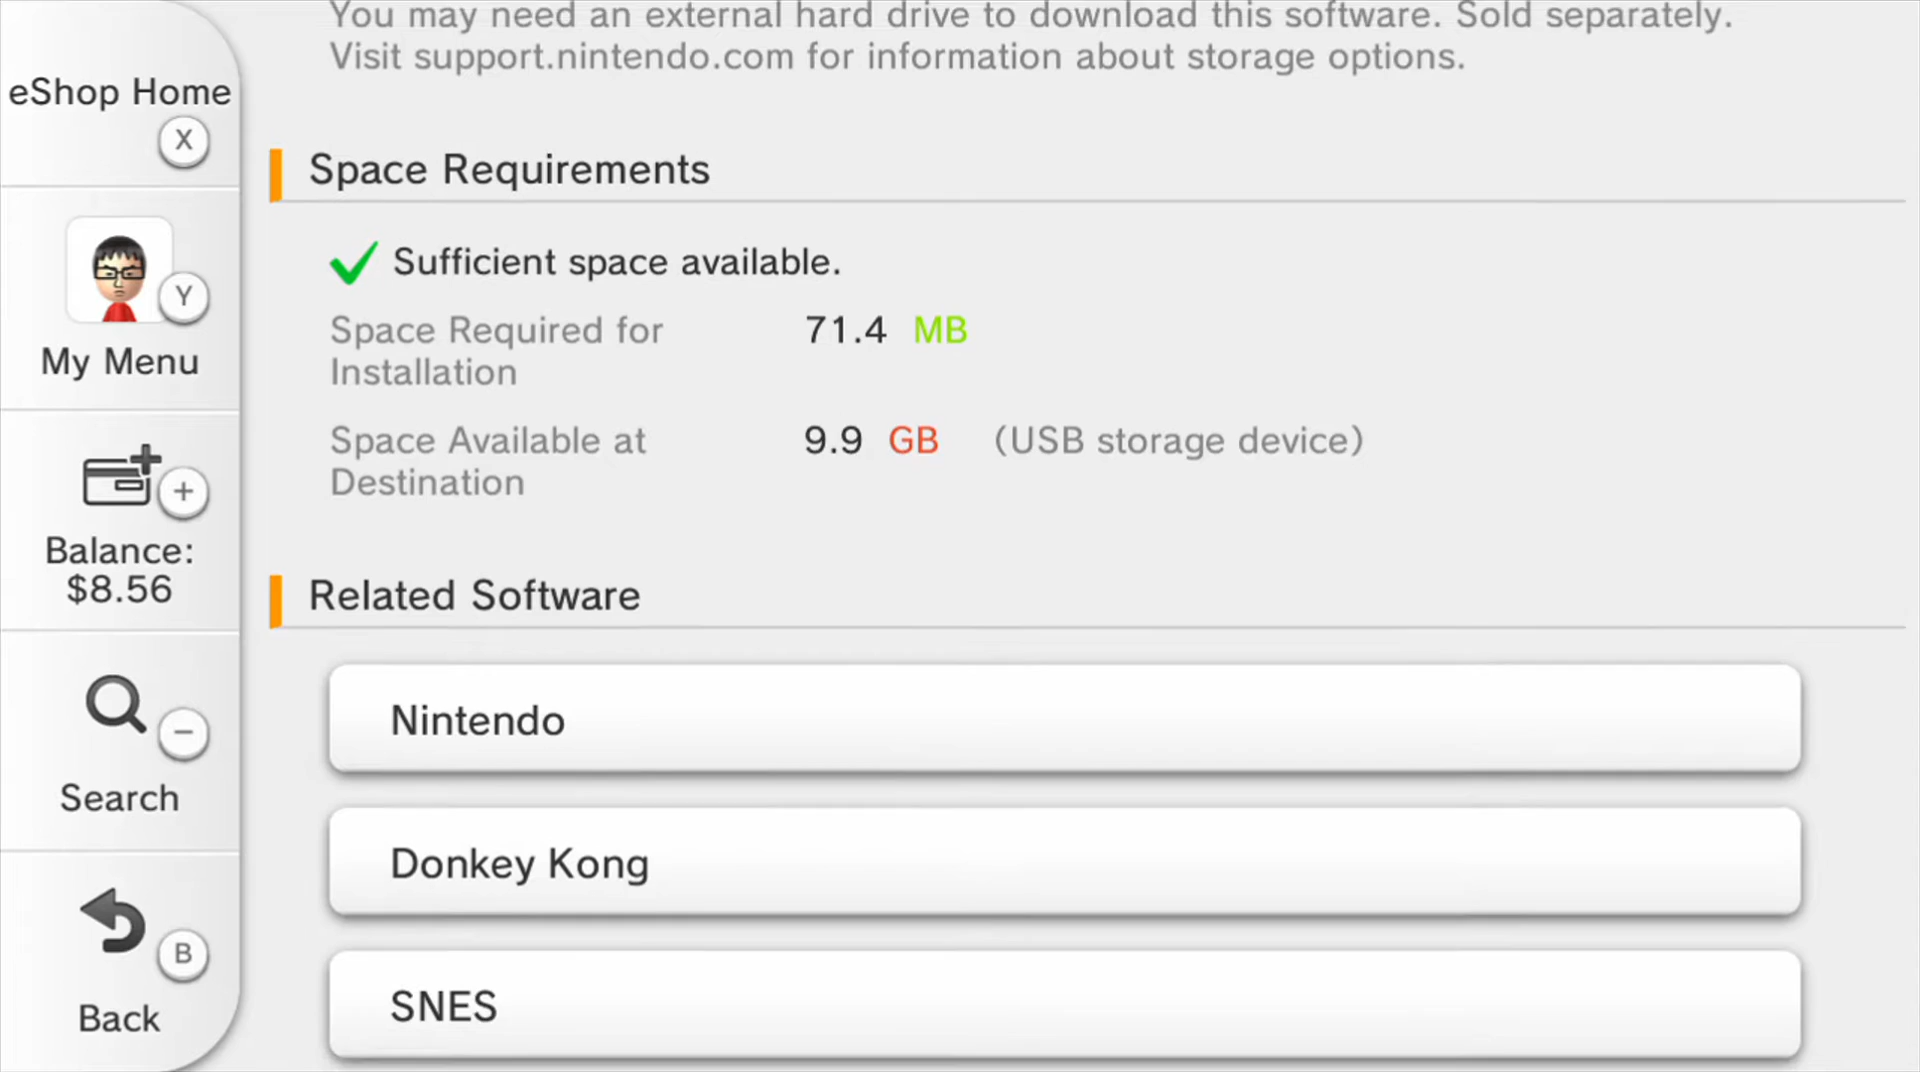 You may need an external hard drive to download this software. Sold separately.
Visit support.nintendo.com for information about storage options.
eShop Home
X
Y
My Menu
+
Balance:
$8.56
−
Search
B
Back
Space Requirements
Sufficient space available.
Space Required for
Installation
71.4 MB
Space Available at
Destination
9.9 GB (USB storage device)
Related Software
Nintendo
Donkey Kong
SNES